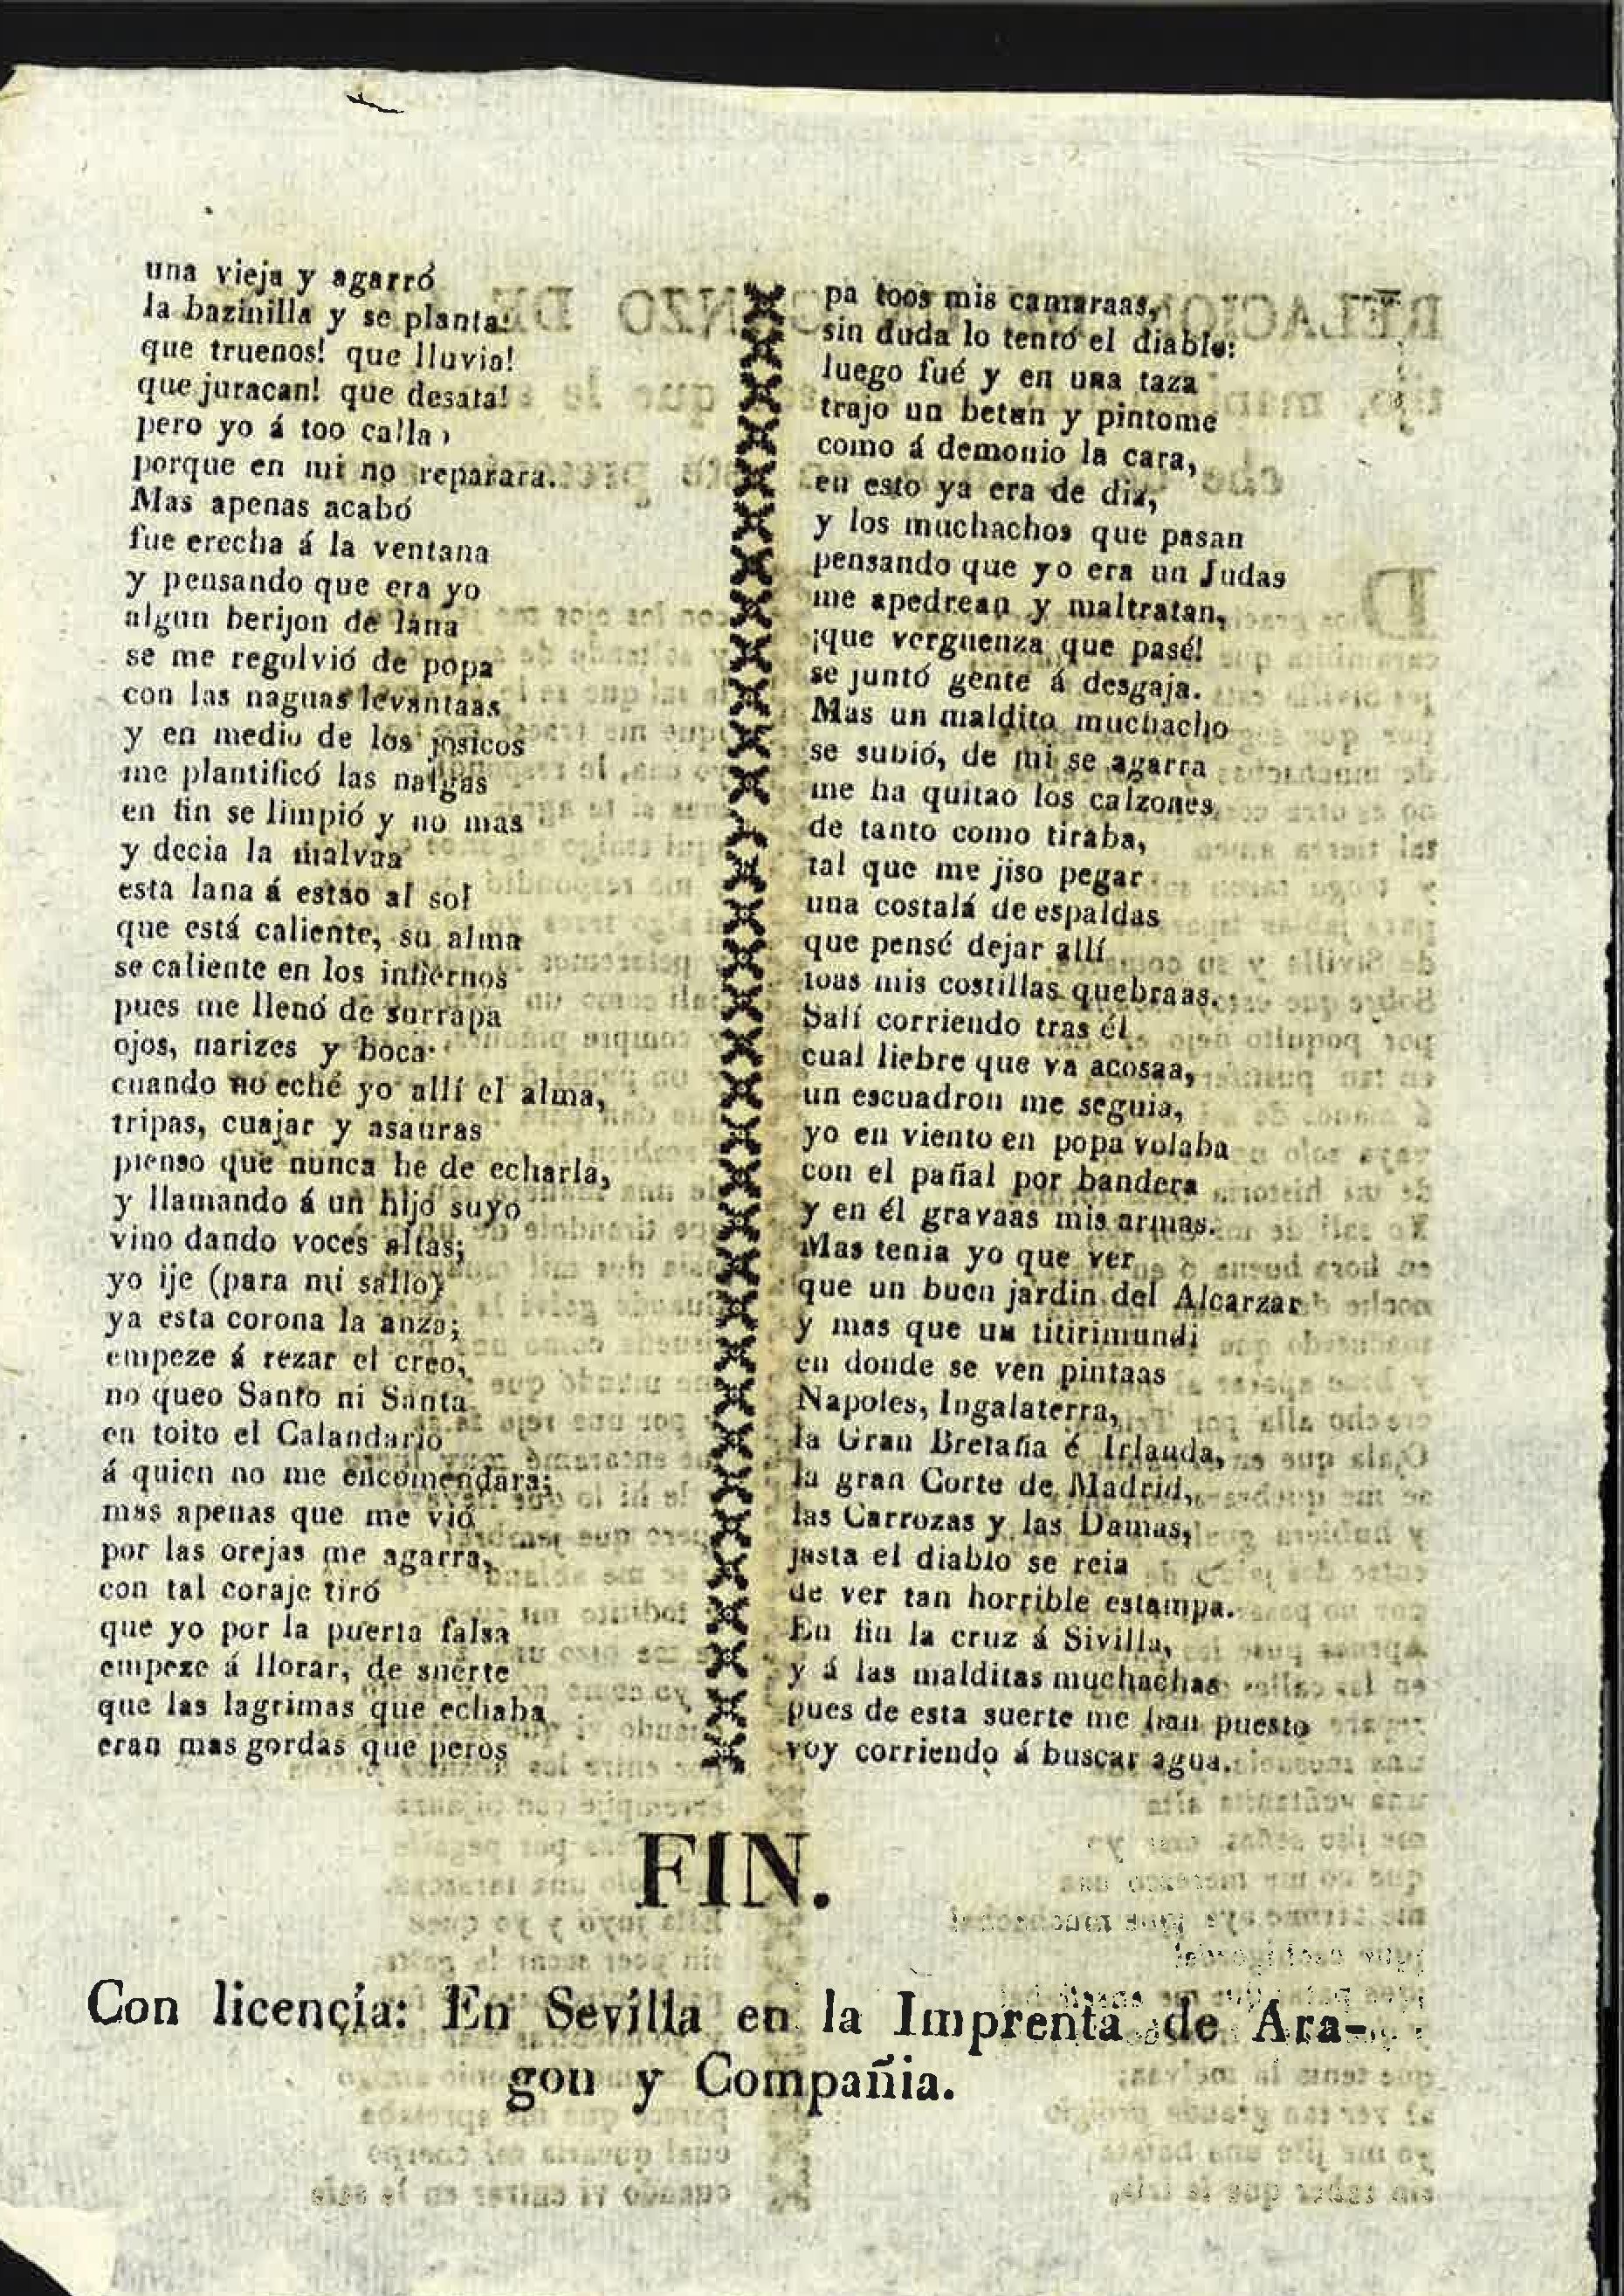 una vieja y agarró
la bazinilla y se planta:
que truenos! que lluvia!
que juracan! que desata!
pero yo á too calla,
porque en mi no reparara.
Mas apenas acabó
fue erecha á la ventana
y pensando que era yo
algun berijon de lana
se me regolvió de popa
con las naguas levantaas
y en medio de los josicos
me plantificó las nalgas
en fin se limpió y no mas
y decia la malvaa
esta lana á estao al sol
que está caliente, su alma
se caliente en los infiernos
pues me llenó de surrapa
ojos, narizes y boca:
cuando no eché yo allí el alma,
tripas, cuajar y asauras
pienso que nunca he de echarla,
y llamando á un hijo suyo
vino dando voces altas;
yo ije (para mi sallo)
ya esta corona la anza;
empeze á rezar el creo,
no queo Santo ni Santa
en toito el Calandario
á quien no me encomendara;
mas apenas que me vió
por las orejas me agarra,
con tal coraje tiró
que yo por la puerta falsa
empeze á llorar, de suerte
que las lagrimas que echaba
eran mas gordas que peros
pa toos mis camaraas,
sin duda lo tentó el diablo:
luego fué y en una taza
trajo un betun y pintome
como á demonio la cara,
en esto ya era de dia,
y los muchachos que pasan
pensando que yo era un Judas
me apedrean y maltratan,
¡que verguenza que pasé!
se juntó gente á desgaja.
Mas un maldito muchacho
se subió, de mi se agarra
me ha quitao los calzones
de tanto como tiraba,
tal que me jiso pegar
una costalá de espaldas
que pensé dejar allí
toas mis costillas quebraas.
Salí corriendo tras él
cual liebre que va acosaa,
un escuadron me seguia,
yo en viento en popa volaba
con el pañal por bandera
y en él gravaas mis armas.
Mas tenia yo que ver
que un buen jardin del Alcarzar
y mas que un titirimundi
en donde se ven pintaas
Napoles, Ingalaterra,
la Gran Bretaña é Irlanda,
la gran Corte de Madrid,
las Carrozas y las Damas,
jasta el diablo se reia
de ver tan horrible estampa.
En fin la cruz á Sivilla,
y á las malditas muchachas
pues de esta suerte me han puesto
voy corriendo á buscar agua.
FIN.
Con licencia: En Sevilla en la Imprenta de Ara-
gon y Compañia.